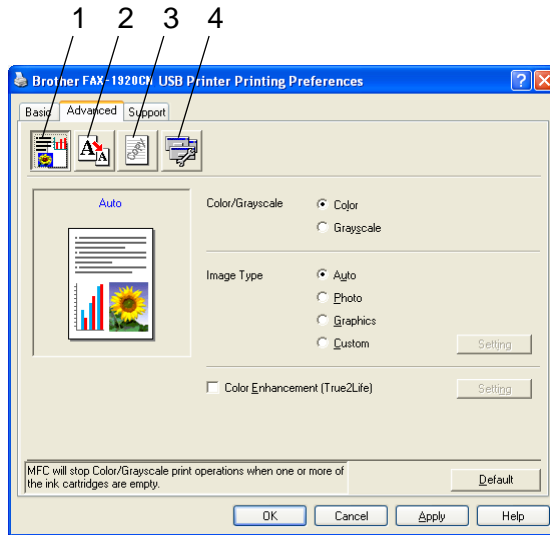 1 2 3 4
Brother FAX-1920CN USB Printer Printing Preferences
Basic Advanced Support
Auto
Color/Grayscale
Color
Grayscale
Image Type
Auto
Photo
Graphics
Custom
Setting
Color Enhancement (True2Life)
Setting
MFC will stop Color/Grayscale print operations when one or more of
the ink cartridges are empty.
Default
OK Cancel Apply Help